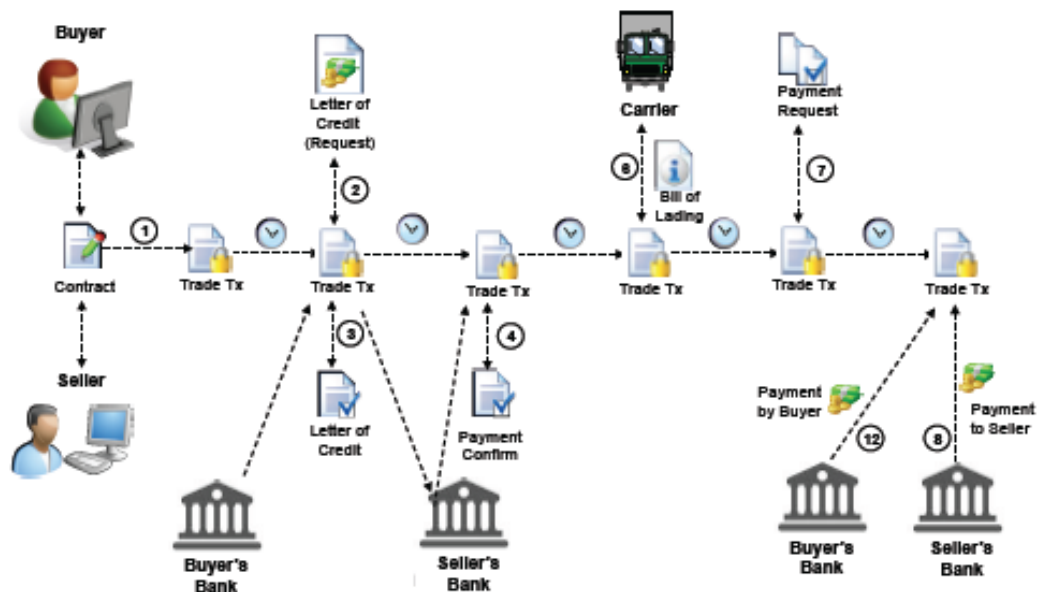 Buyer
Letter of
Credit
(Request)
Carrier
Payment
Request
6
Bill of
Lading
7
2
1
Contract
Trade Tx
Trade Tx
Trade Tx
Trade Tx
Trade Tx
Trade Tx
3
4
Seller
Letter of
Credit
Payment
Confirm
Payment
by Buyer
Payment
to Seller
12
8
Buyer's
Bank
Seller's
Bank
Buyer's
Bank
Seller's
Bank